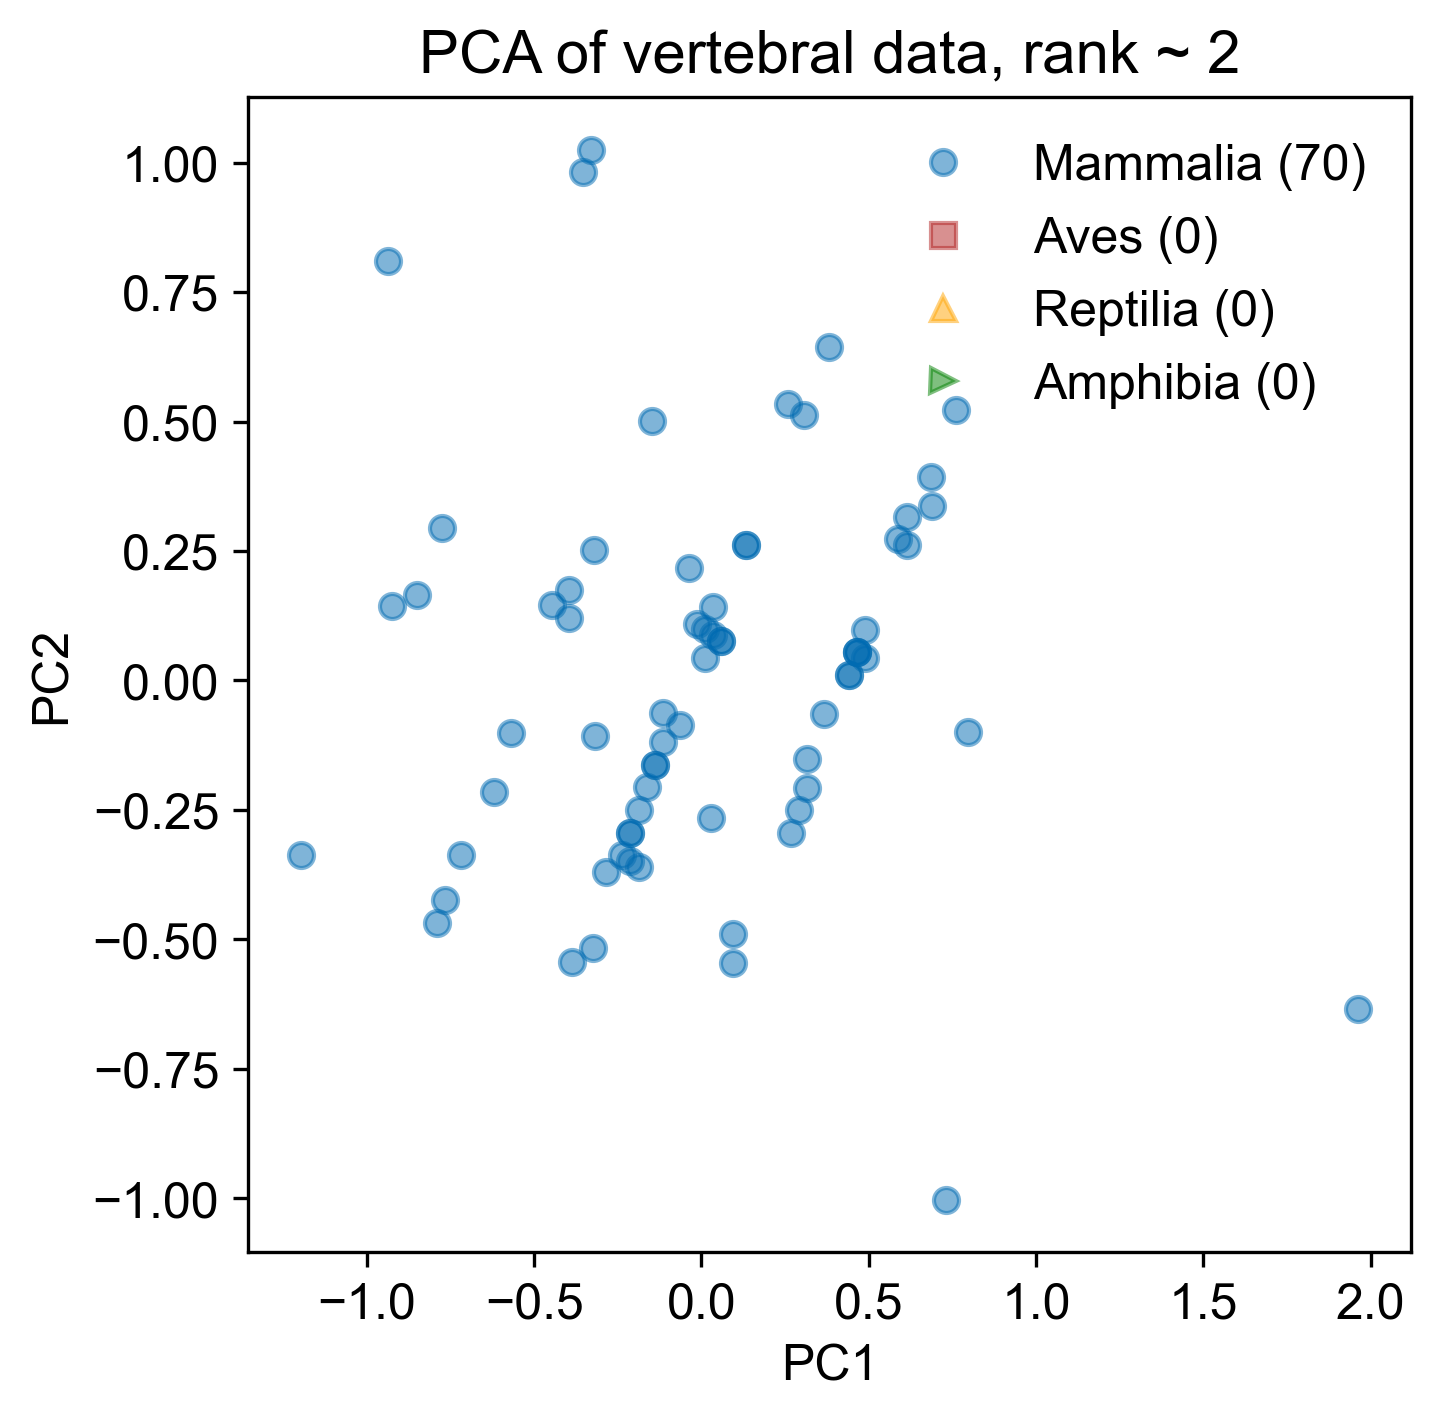 PCA of vertebral data, rank ~ 2
Mammalia (70)
Aves (0)
Reptilia (0)
Amphibia (0)
1.00
0.75
0.50
0.25
0.00
−0.25
−0.50
−0.75
−1.00
PC2
−1.0 −0.5 0.0 0.5 1.0 1.5 2.0
PC1